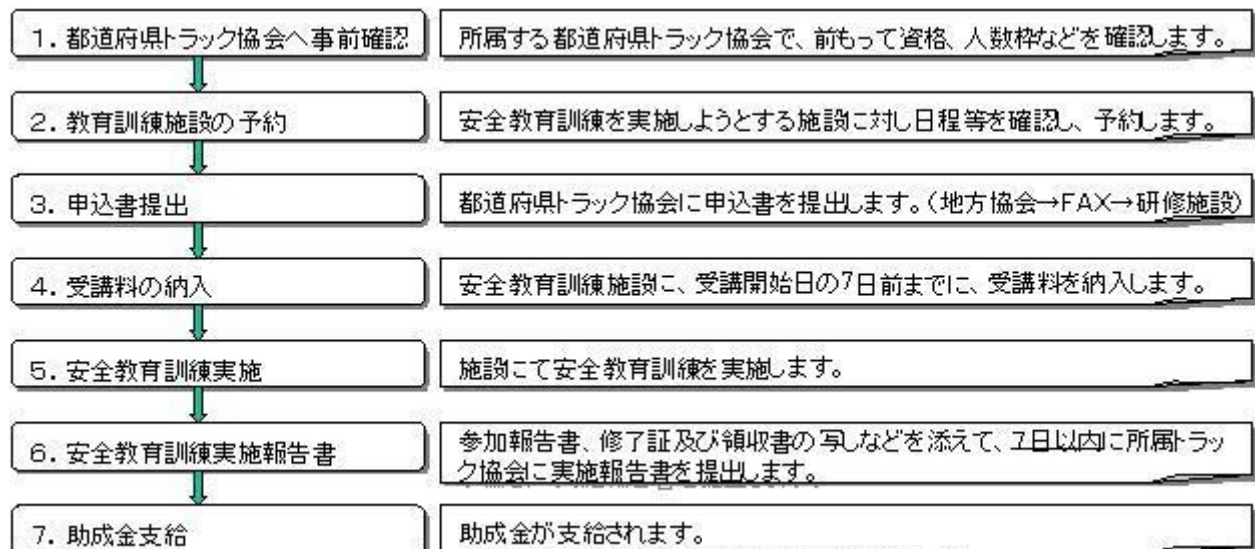 1. 都道府県トラック協会へ事前確認
所属する都道府県トラック協会で、前もって資格、人数枠などを確認します。
2. 教育訓練施設の予約
安全教育訓練を実施しようとする施設に対し日程等を確認し、予約します。
3. 申込書提出
都道府県トラック協会に申込書を提出します。(地方協会→FAX→研修施設)
4. 受講料の納入
安全教育訓練施設に、受講開始日の7日前までに、受講料を納入します。
5. 安全教育訓練実施
施設にて安全教育訓練を実施します。
6. 安全教育訓練実施報告書
参加報告書、修了証及び領収書の写しなどを添えて、7日以内に所属トラッ
ク協会に実施報告書を提出します。
7. 助成金支給
助成金が支給されます。